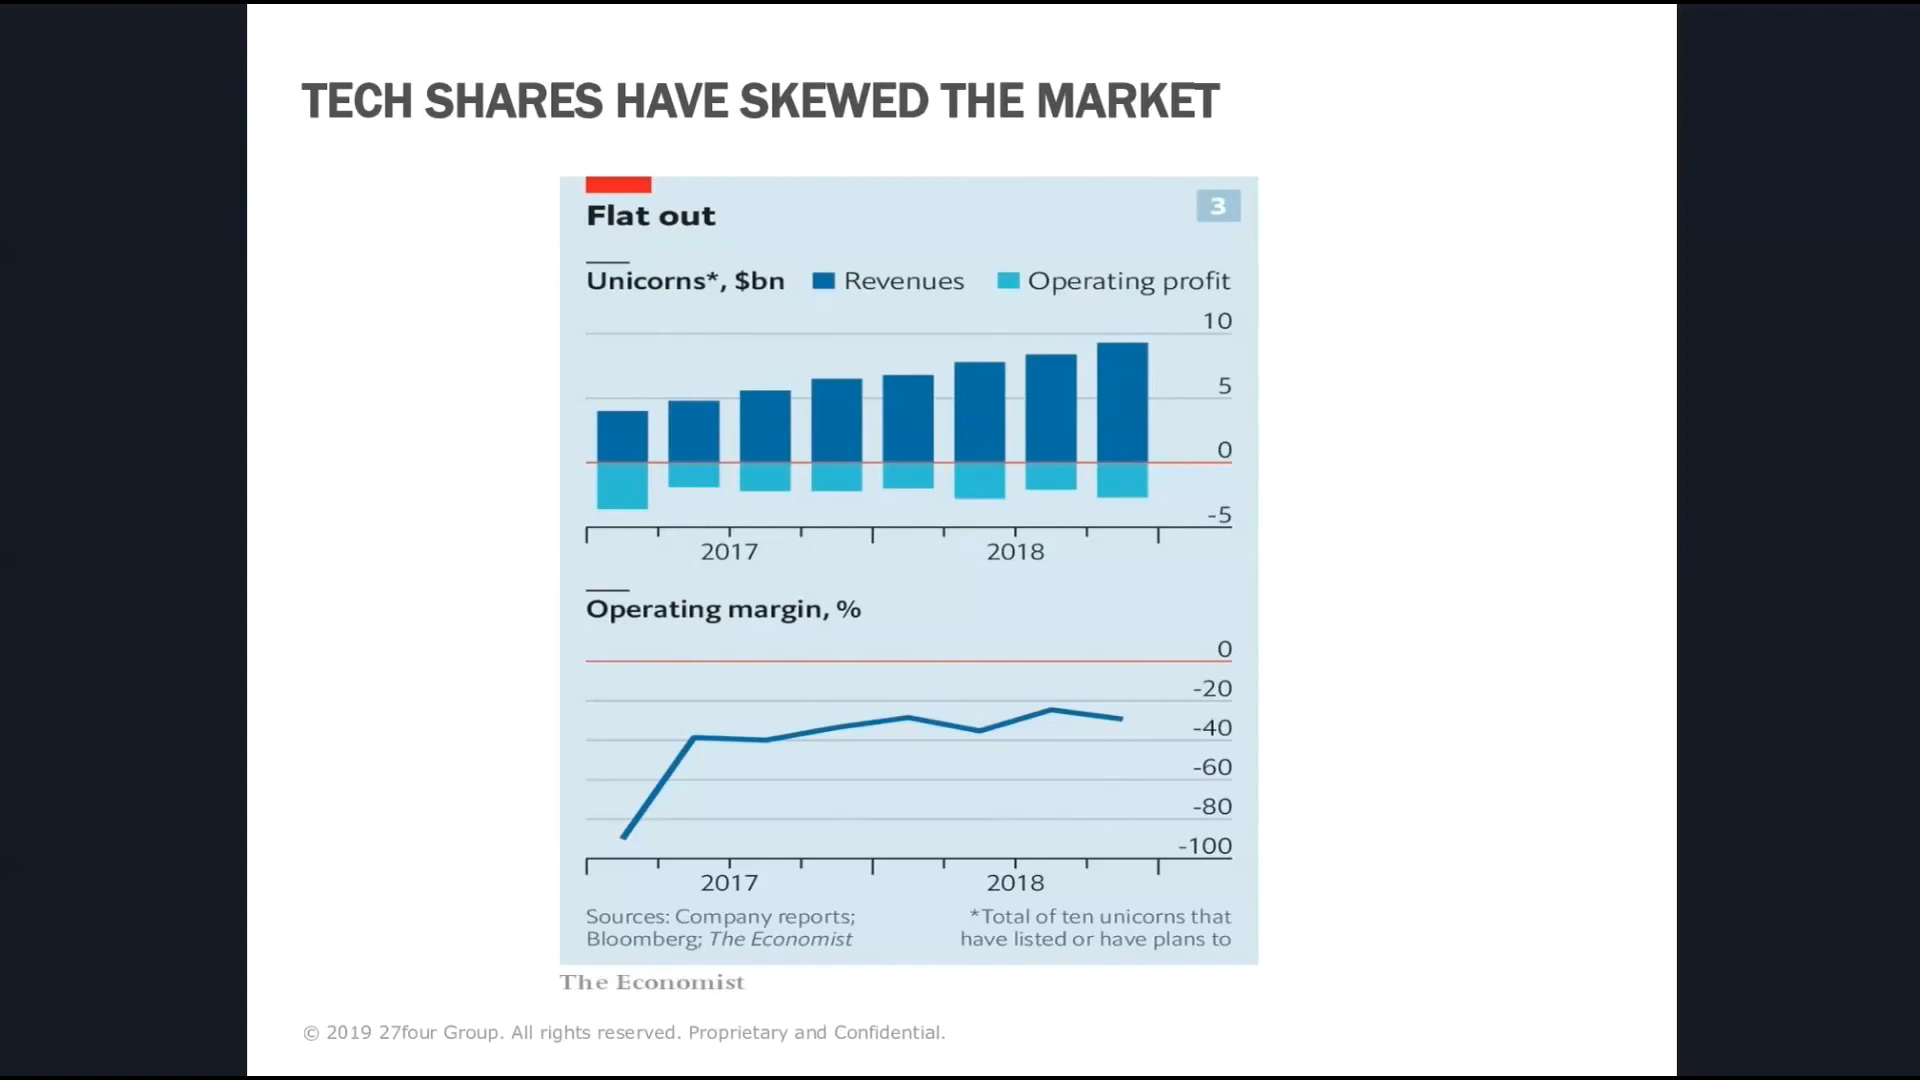 TECH SHARES HAVE SKEWED THE MARKET
Flat out
3
Unicorns*, $bn
Revenues
Operating profit
10
5
0
-5
2017
2018
Operating margin, %
0
-20
-40
-60
-80
-100
2017
2018
Sources: Company reports;
Bloomberg; The Economist
*Total of ten unicorns that
have listed or have plans to
The Economist
© 2019 27four Group. All rights reserved. Proprietary and Confidential.